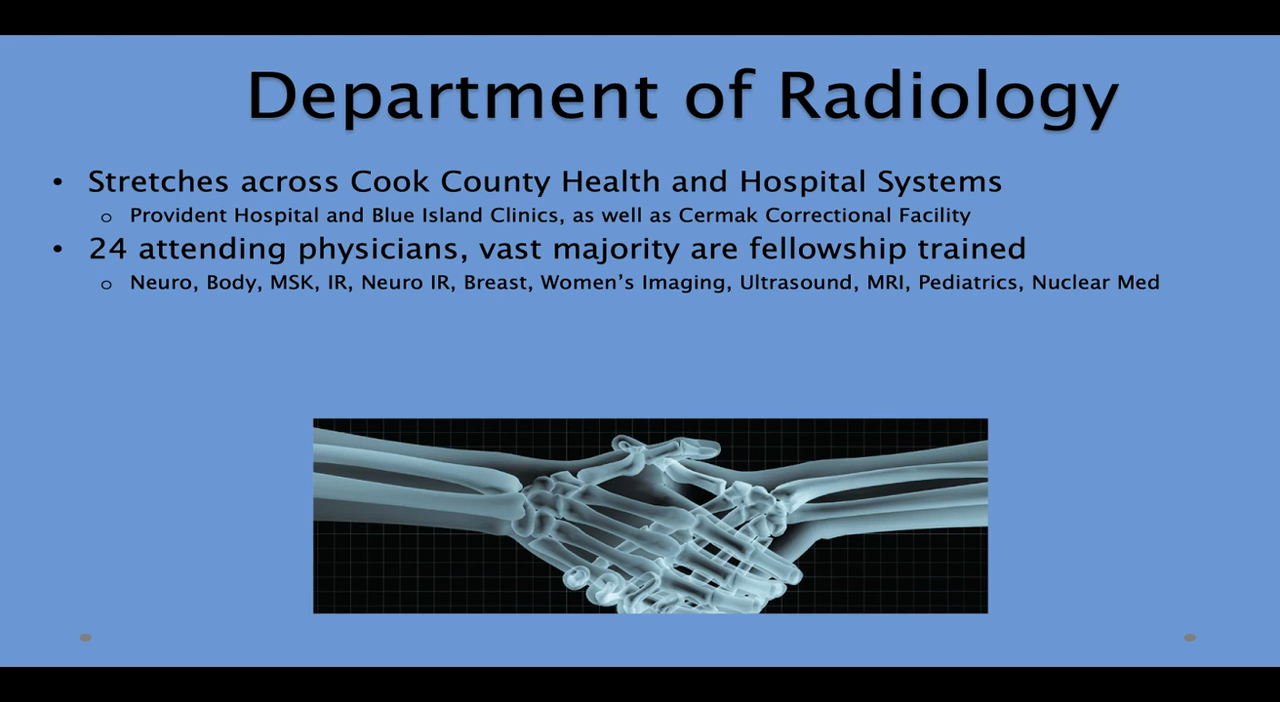 Department of Radiology
• Stretches across Cook County Health and Hospital Systems
o Provident Hospital and Blue Island Clinics, as well as Cermak Correctional Facility
• 24 attending physicians, vast majority are fellowship trained
o Neuro, Body, MSK, IR, Neuro IR, Breast, Women’s Imaging, Ultrasound, MRI, Pediatrics, Nuclear Med